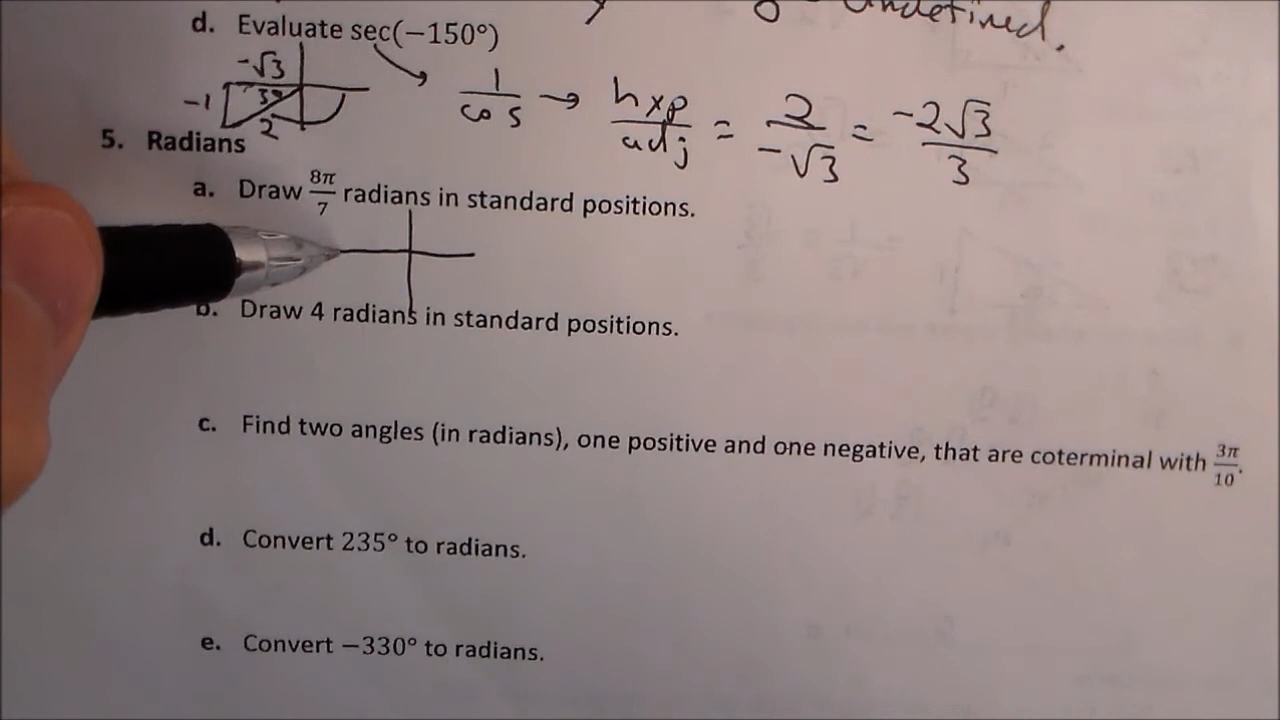 undefined.
d. Evaluate sec(−150°)
-√3
-1
30
2
1/cos → hyp/adj = 2/-√3 = -2√3/3
5. Radians
a. Draw 8π/7 radians in standard positions.
b. Draw 4 radians in standard positions.
c. Find two angles (in radians), one positive and one negative, that are coterminal with 3π/10.
d. Convert 235° to radians.
e. Convert −330° to radians.